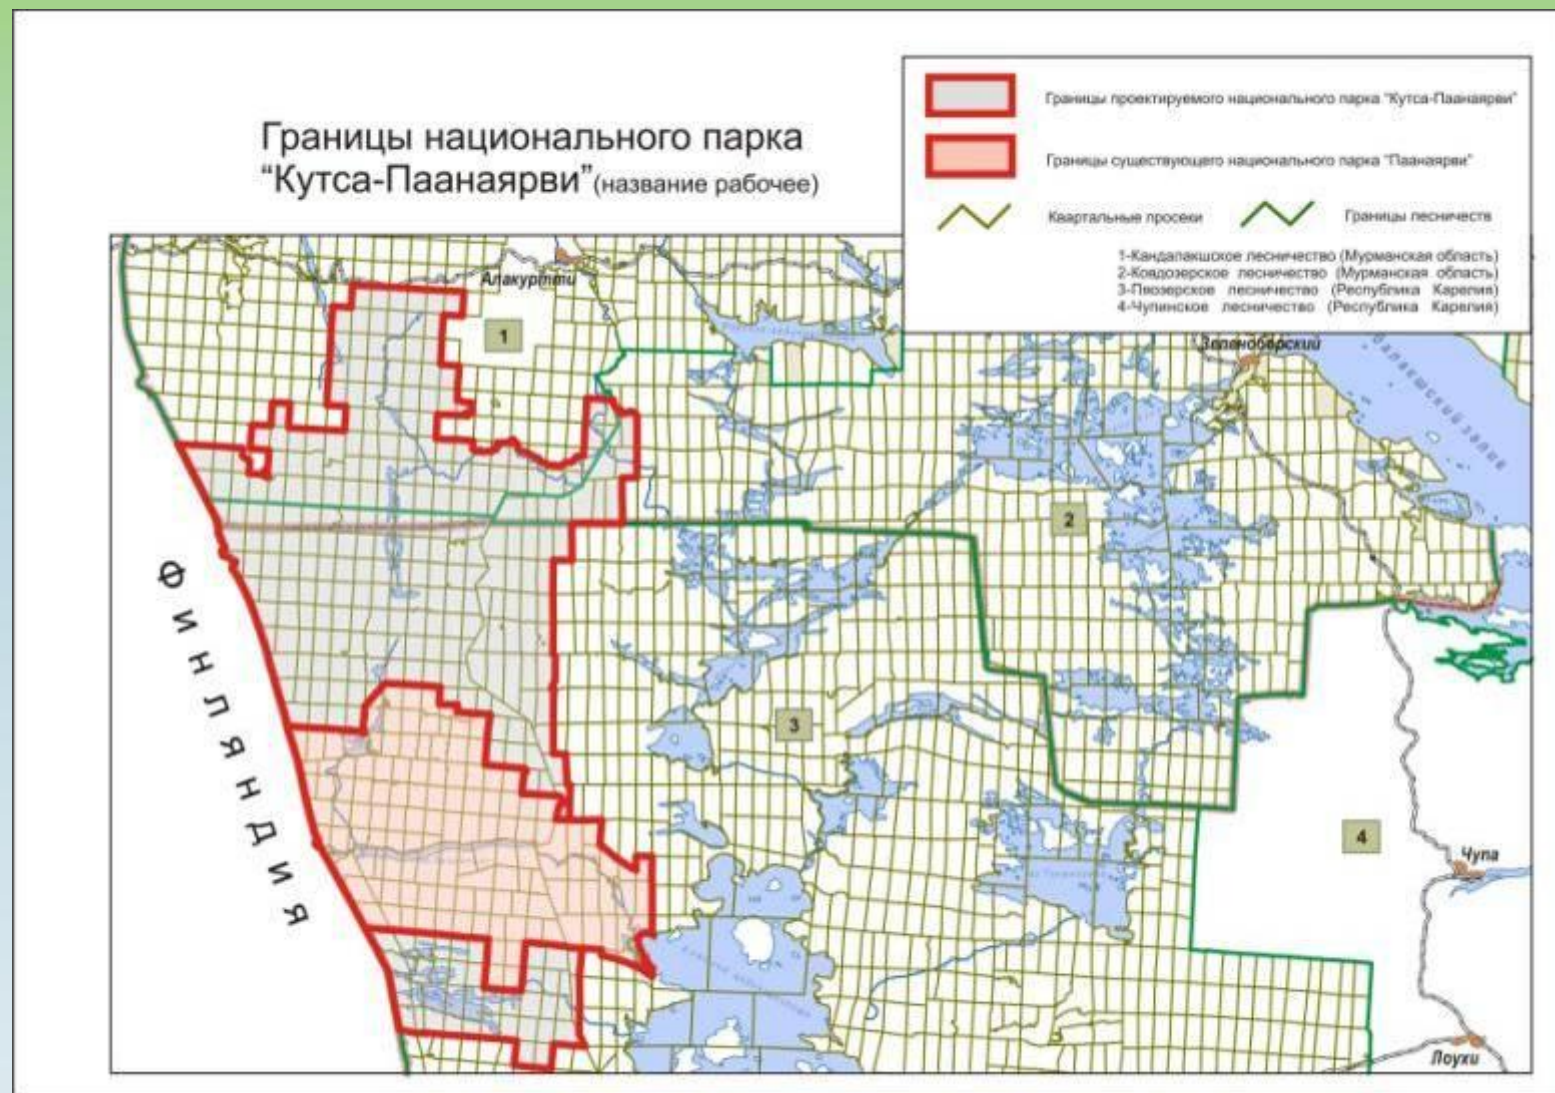 Границы национального парка
“Кутса-Паанаярви”(название рабочее)
Границы проектируемого национального парка “Кутса-Паанаярви”
Границы существующего национального парка “Паанаярви”
Квартальные просеки
Границы лесничеств
1-Кандалакшское лесничество (Мурманская область)
2-Ковдозерское лесничество (Мурманская область)
3-Пяозерское лесничество (Республика Карелия)
4-Чупинское лесничество (Республика Карелия)
Алакуртти
1
Зеленоборский
2
ФИНЛЯНДИЯ
3
4
Чупа
Лоухи